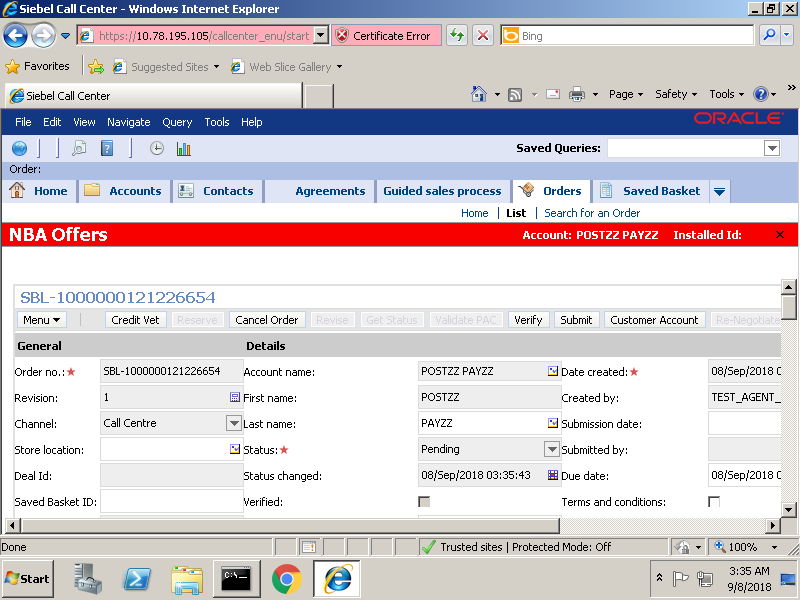 Siebel Call Center - Windows Internet Explorer
https://10.78.195.105/callcenter_enu/start
Certificate Error
Bing
Favorites
Suggested Sites
Web Slice Gallery
Siebel Call Center
Page
Safety
Tools
»
File Edit View Navigate Query Tools Help
ORACLE
Saved Queries:
Order:
Home Accounts Contacts Agreements Guided sales process Orders Saved Basket
Home | List | Search for an Order
NBA Offers
Account: POSTZZ PAYZZ Installed Id:
SBL-1000000121226654
Menu Credit Vet Reserve Cancel Order Revise Get Status Validate PAC Verify Submit Customer Account Re-Negotiate
General Details
Order no.:* SBL-1000000121226654 Account name: POSTZZ PAYZZ Date created:* 08/Sep/2018
Revision: 1 First name: POSTZZ Created by: TEST_AGENT_
Channel: Call Centre Last name: PAYZZ Submission date:
Store location: Status:* Pending Submitted by:
Deal Id: Status changed: 08/Sep/2018 03:35:43 Due date: 08/Sep/2018
Saved Basket ID: Verified: Terms and conditions:
Done
Trusted sites | Protected Mode: Off
100%
Start
C:\
3:35 AM
9/8/2018